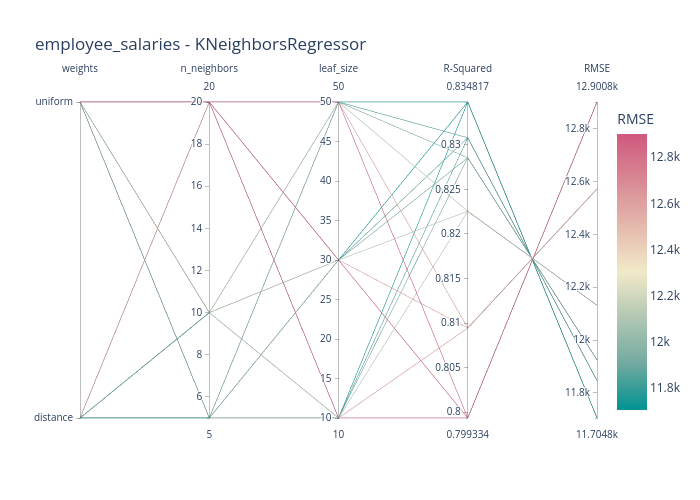 employee_salaries - KNeighborsRegressor
weights n_neighbors leaf_size R-Squared RMSE
20 50 0.834817 12.9008k
uniform 20 50
RMSE
12.8k
0.83
18 45
12.8k
0.825
12.6k
16 40
12.6k
14 35
0.82
12.4k
12.4k
12 30
0.815
12.2k
12.2k
10 25
0.81
12k
12k
8 20
0.805
11.8k
6 15
11.8k
0.8
distance 10
5 10 0.799334 11.7048k